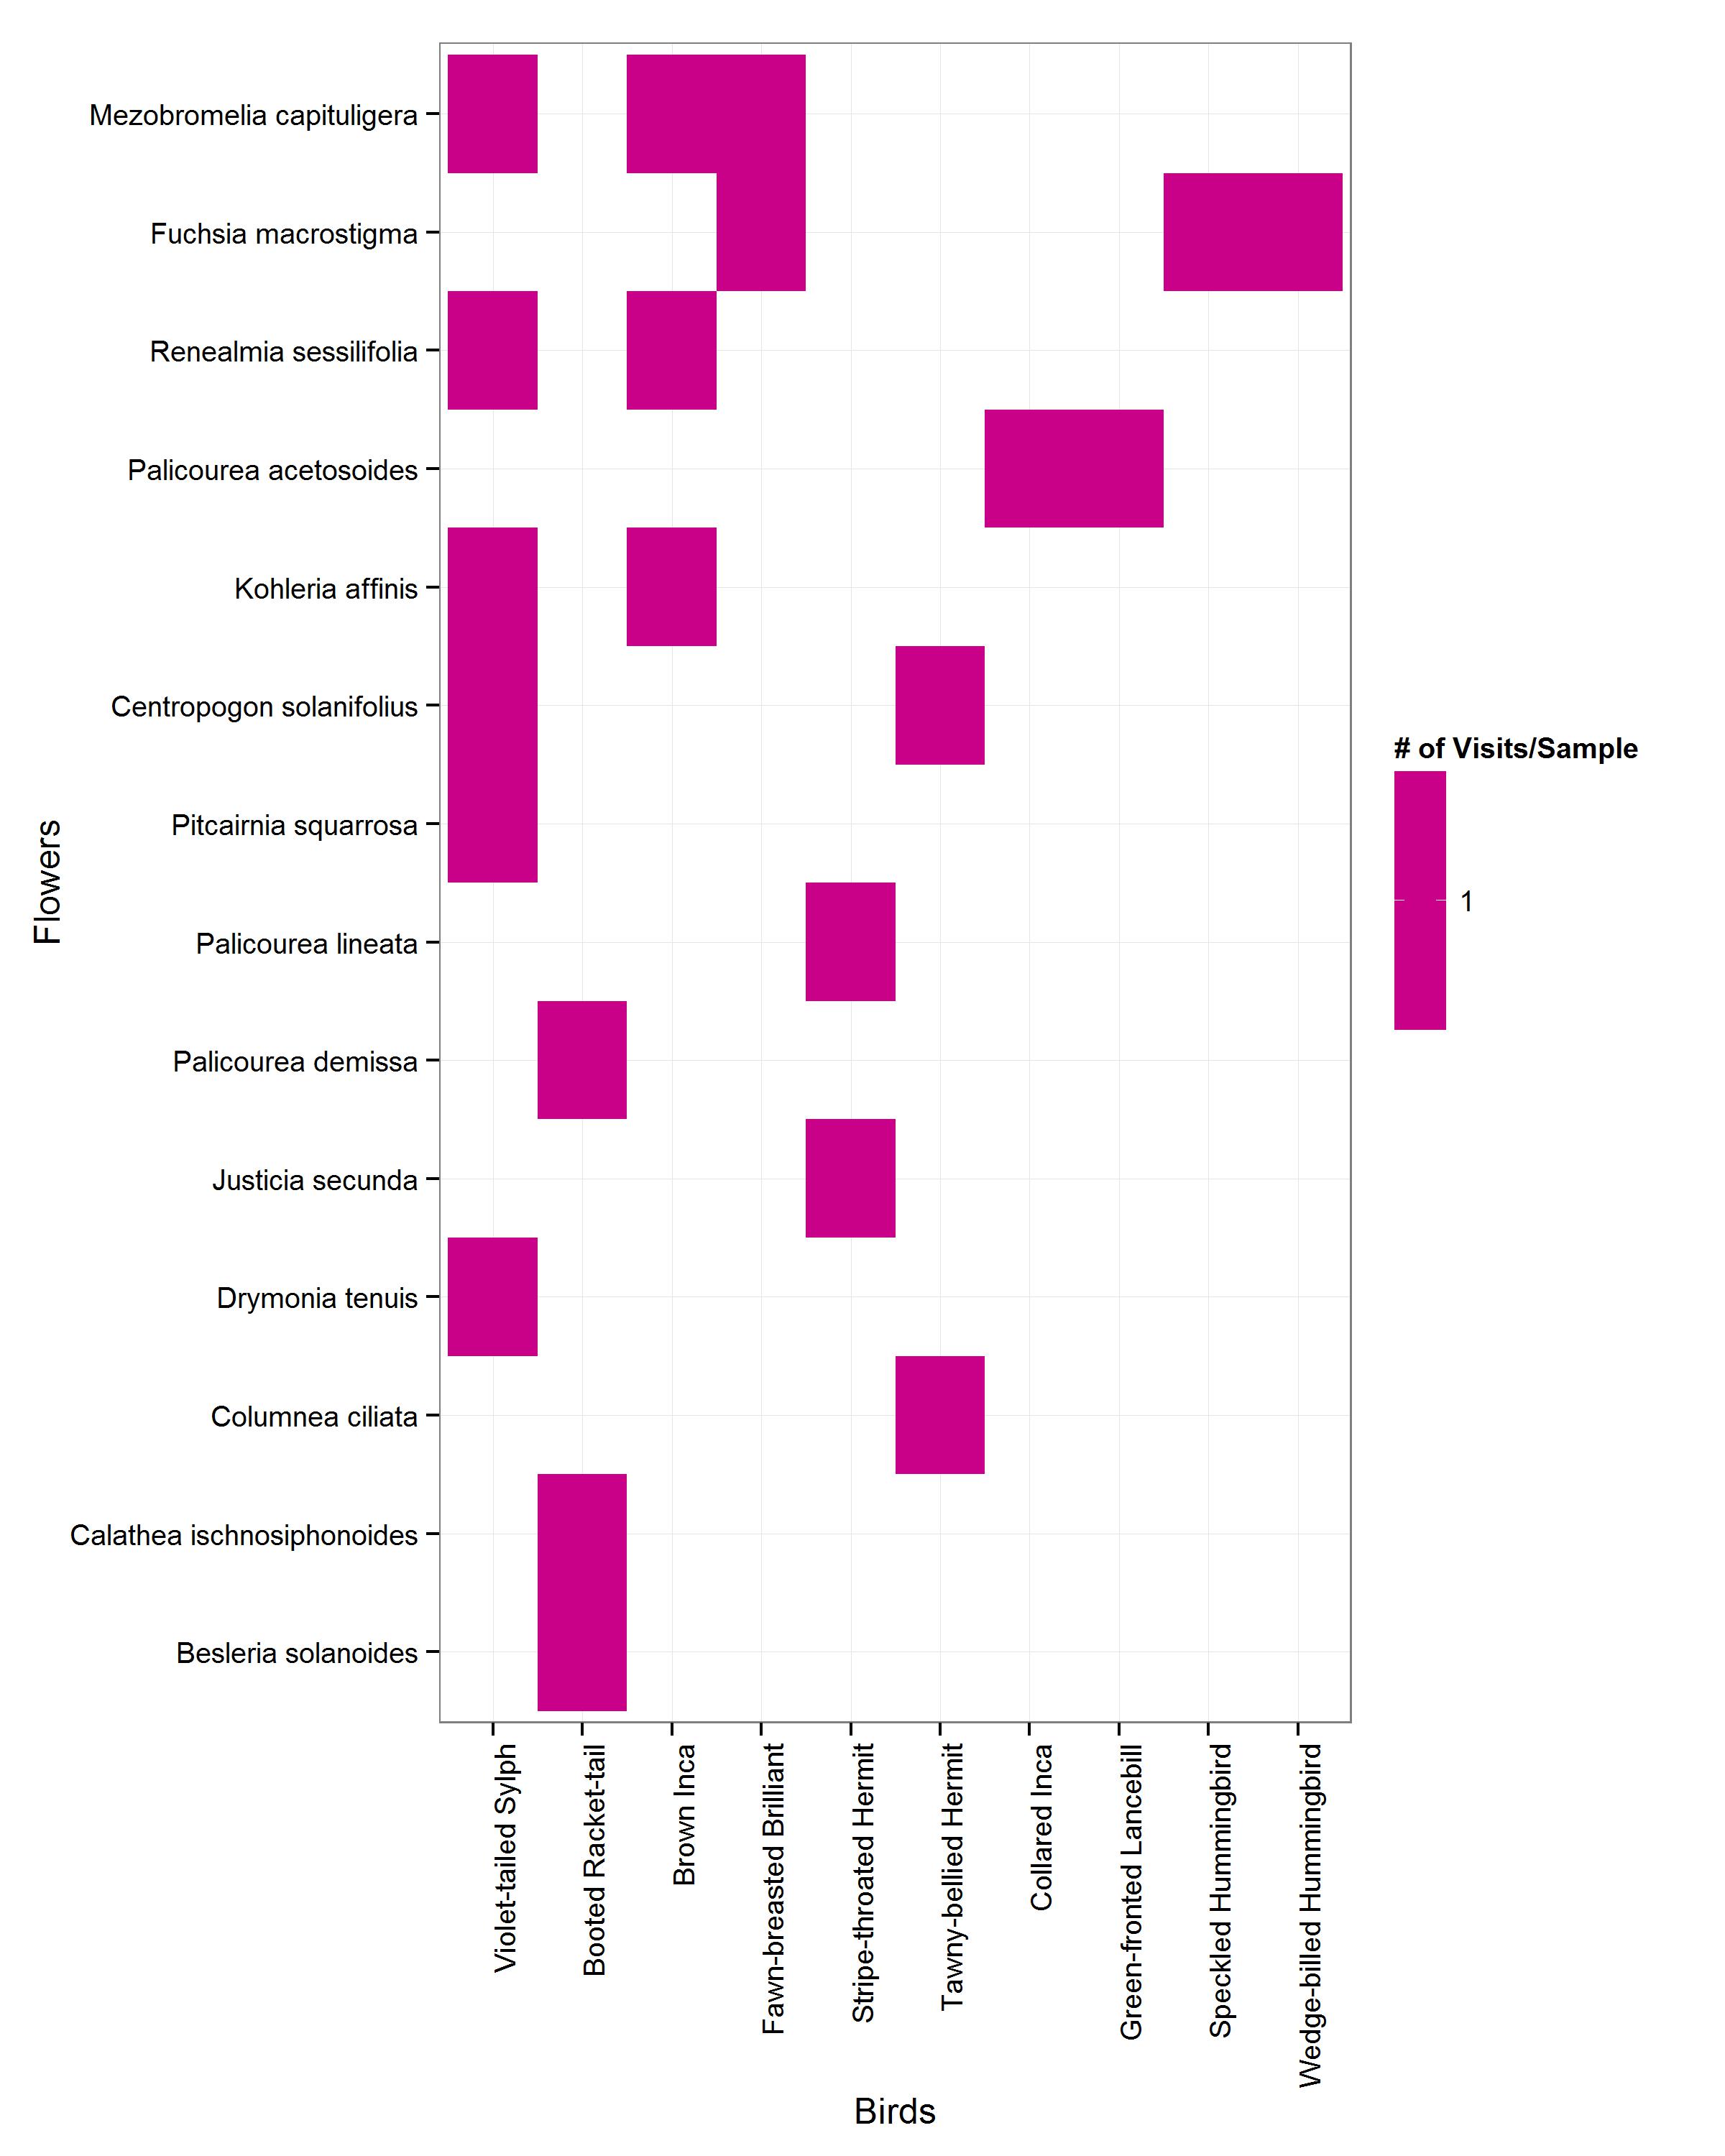 Mezobromelia capituligera
Fuchsia macrostigma
Renealmia sessilifolia
Palicourea acetosoides
Kohleria affinis
Centropogon solanifolius
Pitcairnia squarrosa
Palicourea lineata
Palicourea demissa
Justicia secunda
Drymonia tenuis
Columnea ciliata
Calathea ischnosiphonoides
Besleria solanoides
Flowers
Violet-tailed Sylph
Booted Racket-tail
Brown Inca
Fawn-breasted Brilliant
Stripe-throated Hermit
Tawny-bellied Hermit
Collared Inca
Green-fronted Lancebill
Speckled Hummingbird
Wedge-billed Hummingbird
Birds
# of Visits/Sample
1